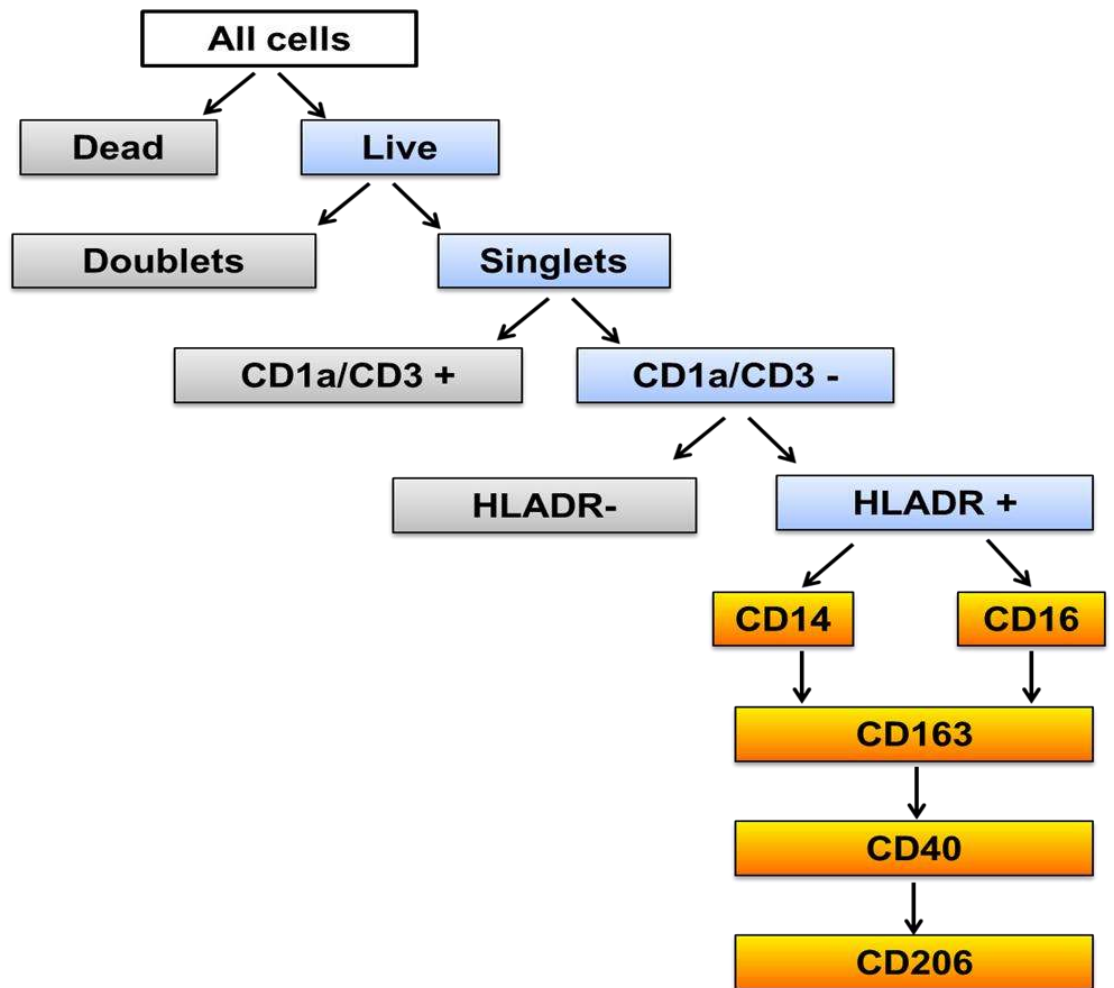 All cells
Dead
Live
Doublets
Singlets
CD1a/CD3 +
CD1a/CD3 -
HLADR-
HLADR +
CD14
CD16
CD163
CD40
CD206